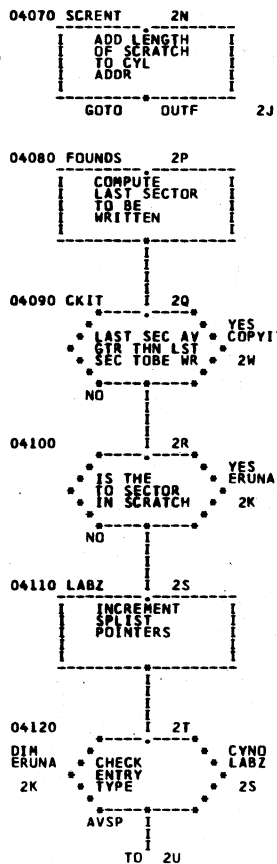 04070 SCRENT 2N
ADD LENGTH
OF SCRATCH
TO CYL
ADDR
GOTO OUTF 2J
04080 FOUNDS 2P
COMPUTE
LAST SECTOR
TO BE
WRITTEN
04090 CKIT 2Q
YES
LAST SEC AV COPYIT
GTR THN LST
SEC TOBE WR 2W
NO
04100 2R
YES
IS THE ERUNA
TO SECTOR
IN SCRATCH 2K
NO
04110 LABZ 2S
INCREMENT
SPLIST
POINTERS
04120 2T
DIM CYNO
ERUNA CHECK LABZ
ENTRY
2K TYPE 2S
AVSP
TO 2U